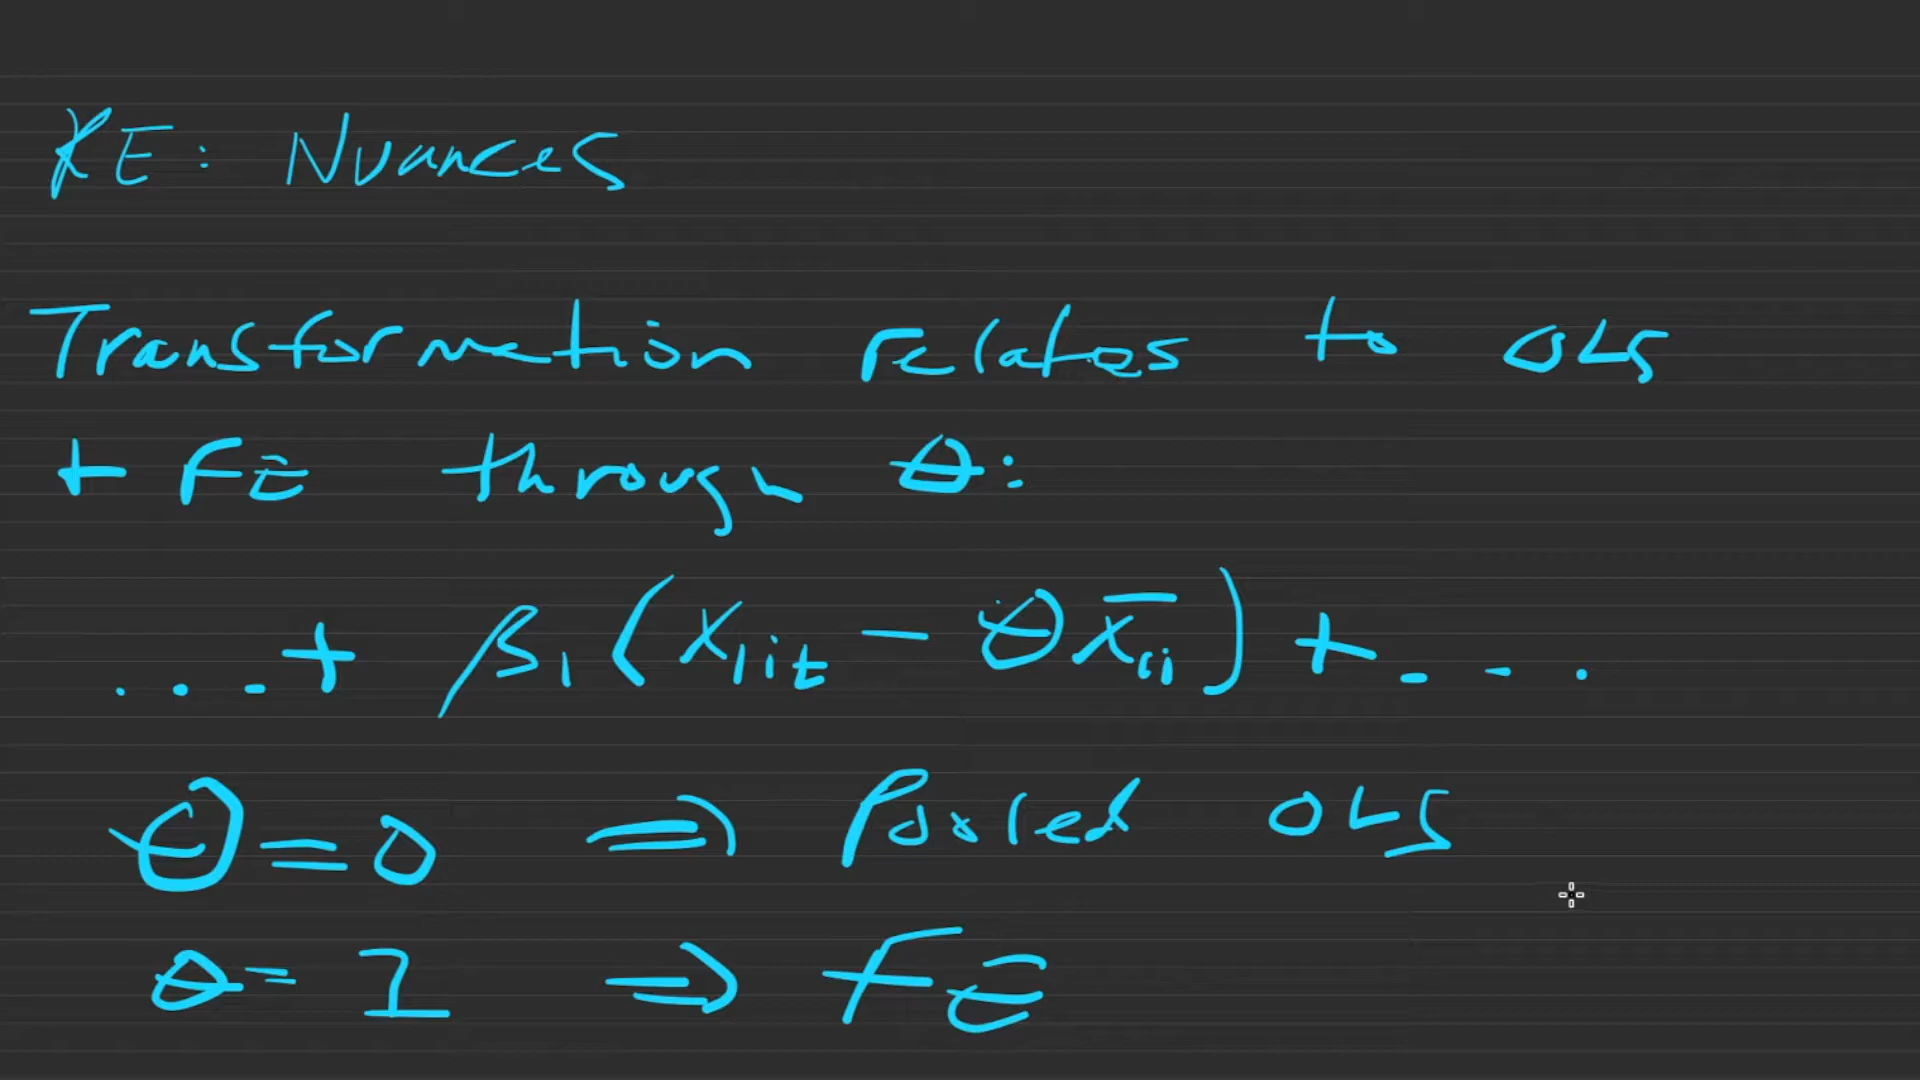 RE: Nuances
Transformation relates to OLS
+ FE through θ:
...+ β₁(x₁ᵢₜ − θx̄₁ᵢ) + ...
θ = 0 ⇒ Pooled OLS
θ = 1 ⇒ FE